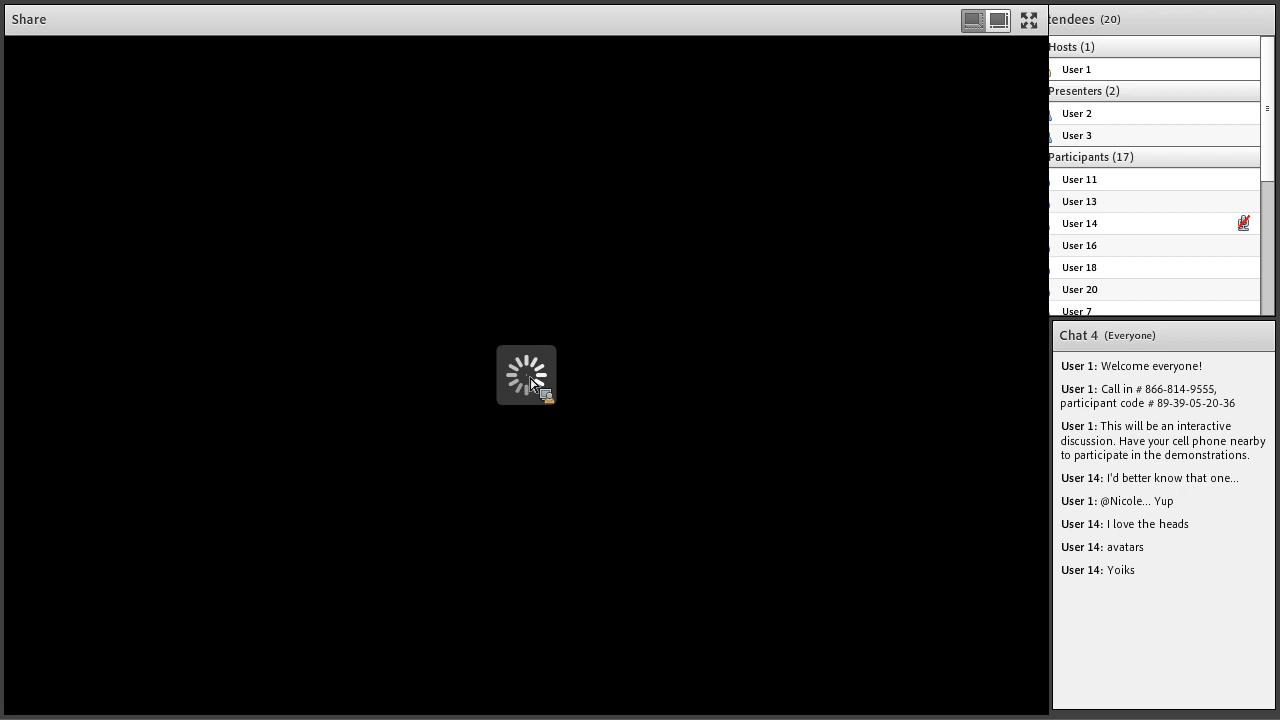 Share
tendees (20)
Hosts (1)
User 1
Presenters (2)
User 2
User 3
Participants (17)
User 11
User 13
User 14
User 16
User 18
User 20
User 7
Chat 4 (Everyone)
User 1: Welcome everyone!
User 1: Call in # 866-814-9555,
participant code # 89-39-05-20-36
User 1: This will be an interactive
discussion. Have your cell phone nearby
to participate in the demonstrations.
User 14: I'd better know that one...
User 1: @Nicole... Yup
User 14: I love the heads
User 14: avatars
User 14: Yoiks